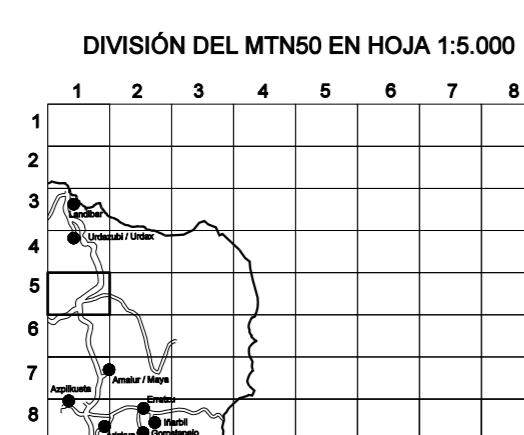 DIVISIÓN DEL MTN50 EN HOJA 1:5.000
1 2 3 4 5 6 7 8
1
2
3
Landibar
4 Urdazubi / Urdax
5
6
7
Amaiur / Maya
Azpilkueta
Erratzu
8
Iñarbil
Gorostapalo